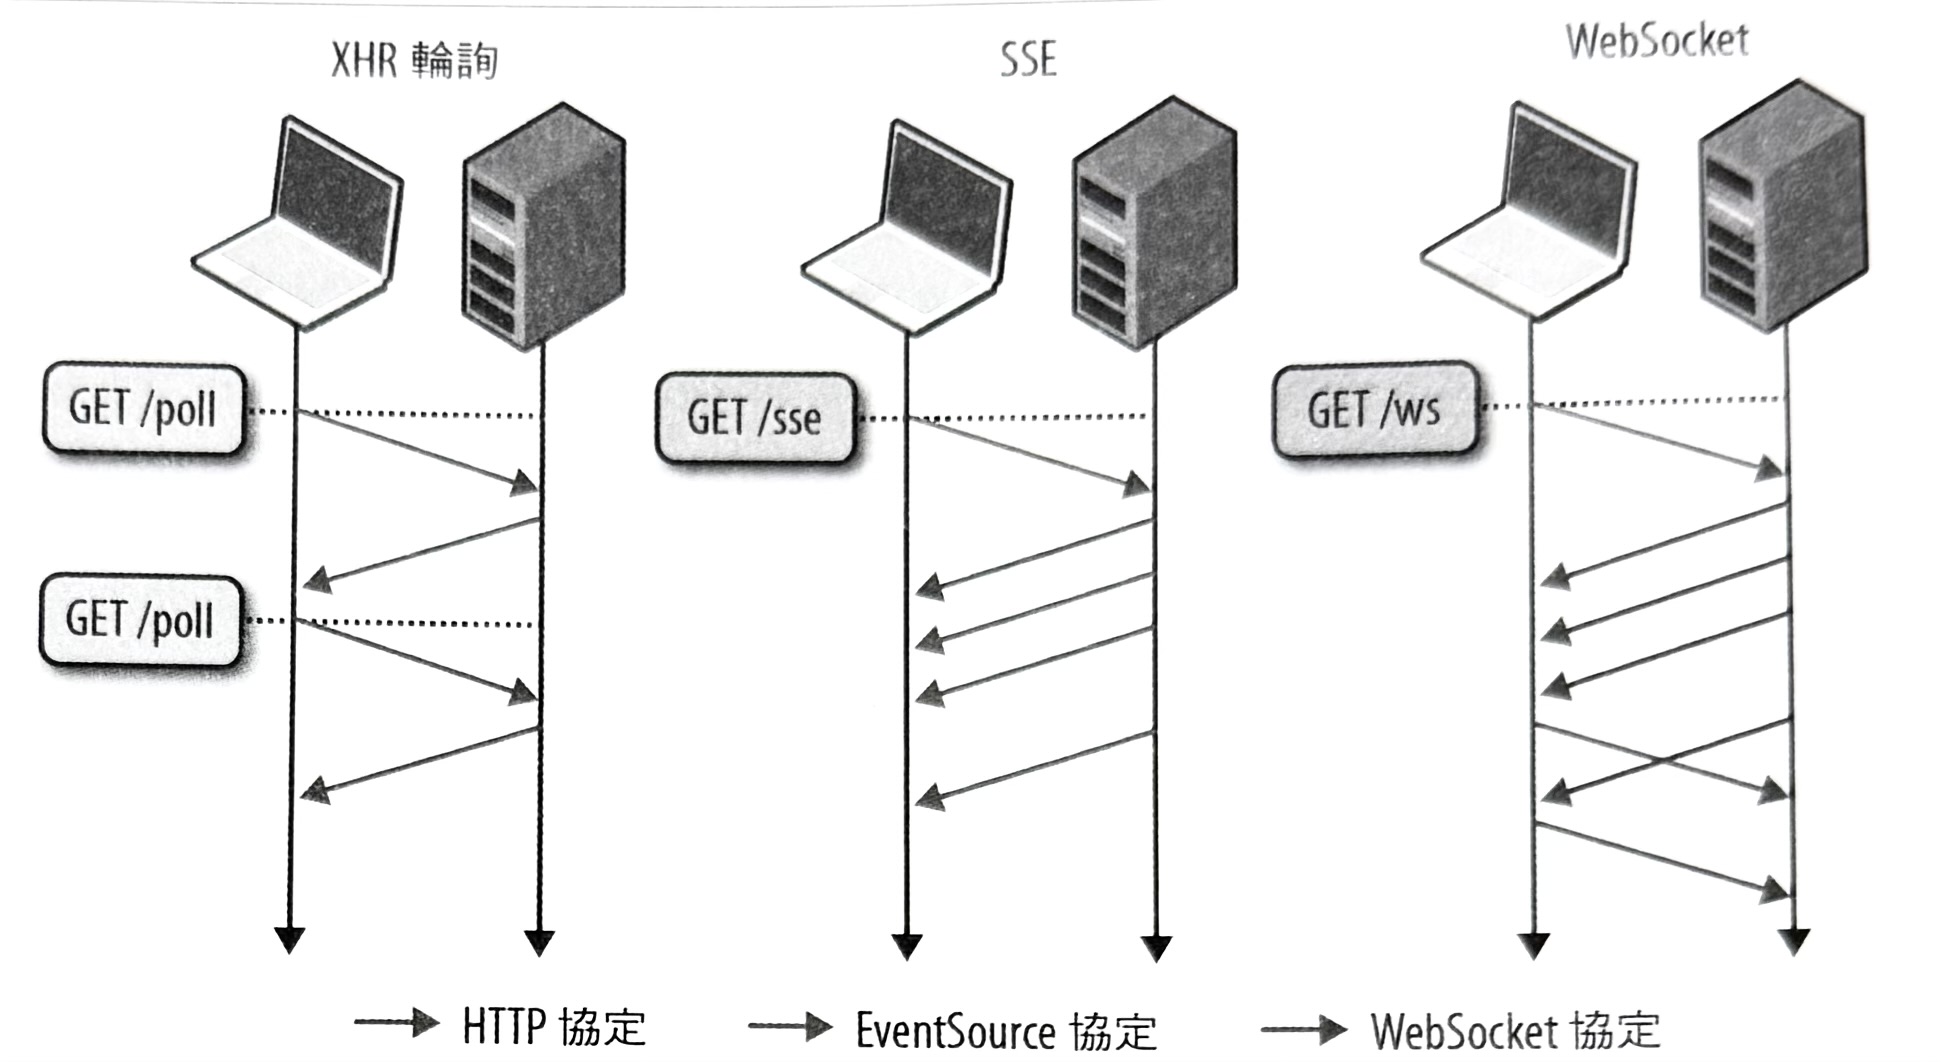 XHR 輪詢
SSE
WebSocket
GET /poll
GET /sse
GET /ws
GET /poll
HTTP 協定
EventSource 協定
WebSocket 協定